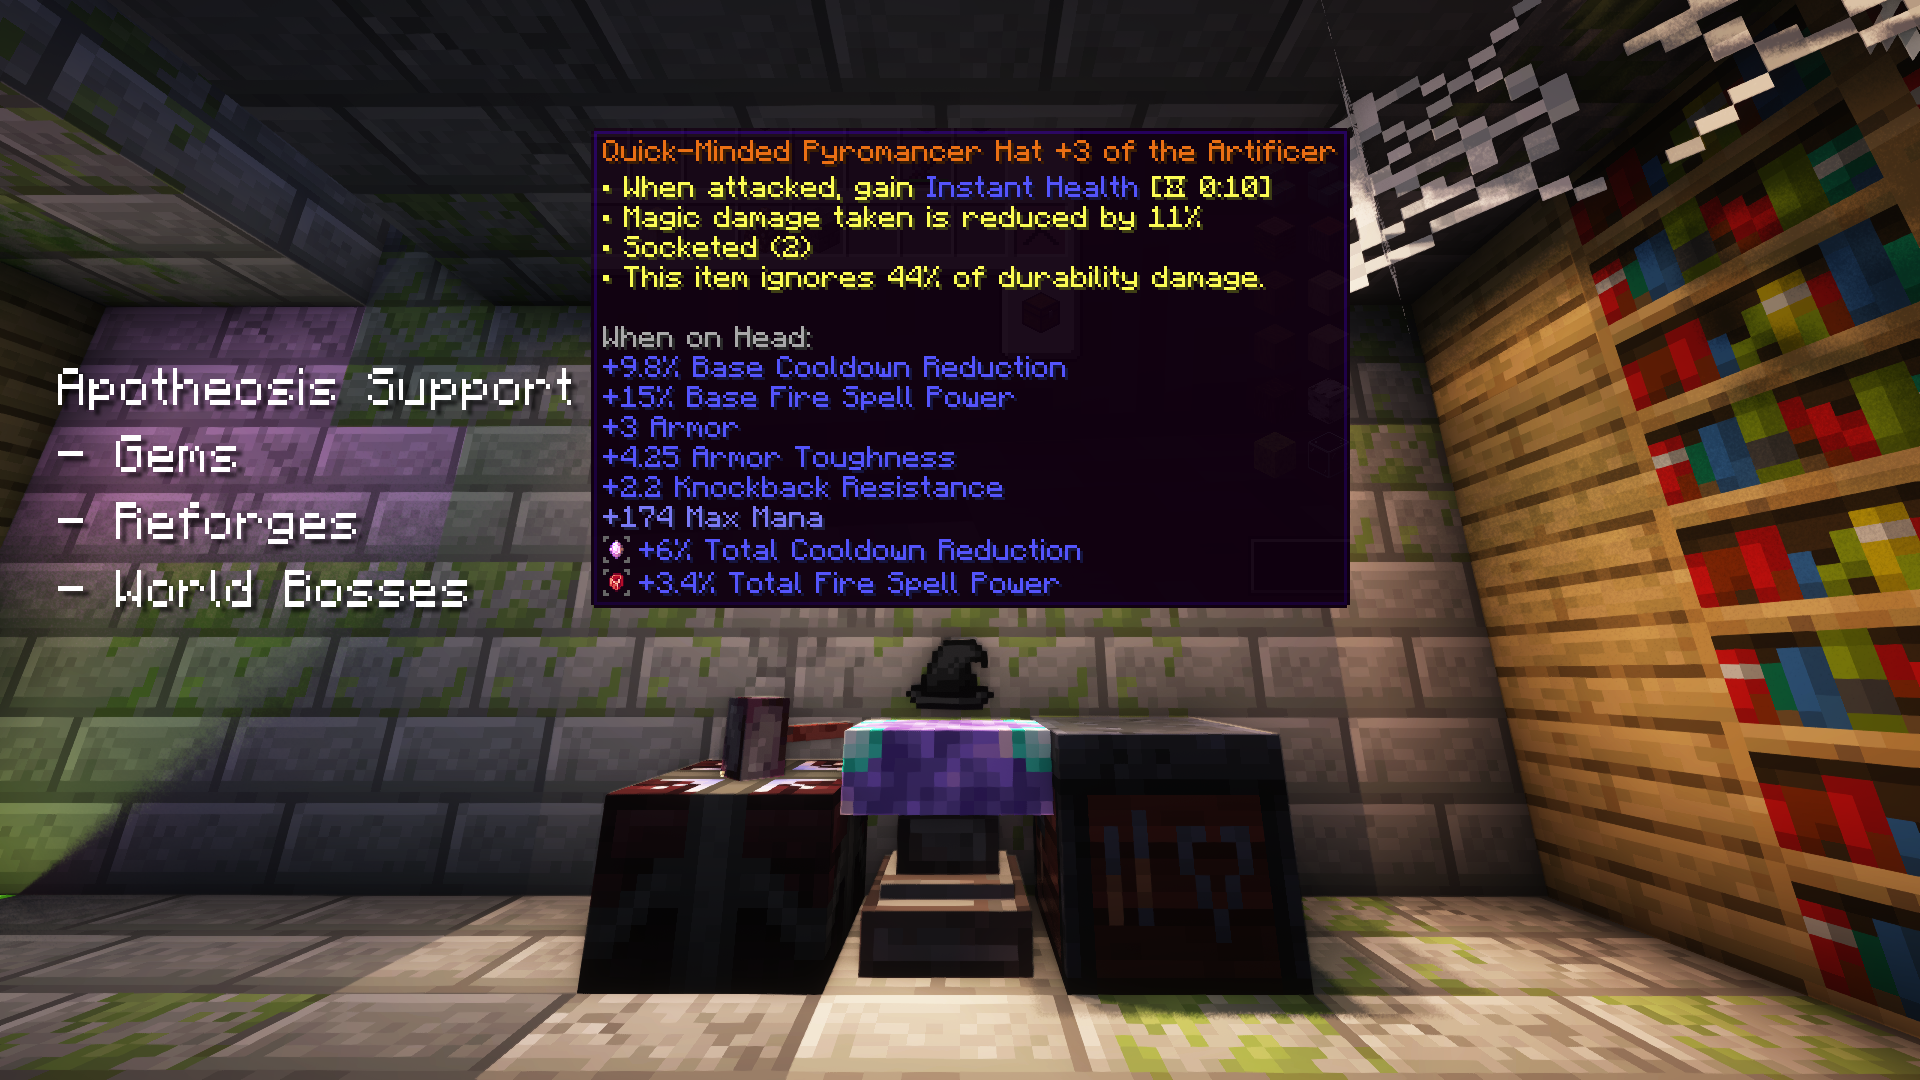 Quick-Minded Pyromancer Hat +3 of the Artificer
• When attacked, gain Instant Health [⌛ 0:10]
• Magic damage taken is reduced by 11%
• Socketed (2)
• This item ignores 44% of durability damage.
When on Head:
+9.8% Base Cooldown Reduction
+15% Base Fire Spell Power
+3 Armor
+4.25 Armor Toughness
+2.2 Knockback Resistance
+174 Max Mana
+6% Total Cooldown Reduction
+3.4% Total Fire Spell Power
Apotheosis Support
- Gems
- Reforges
- World Bosses